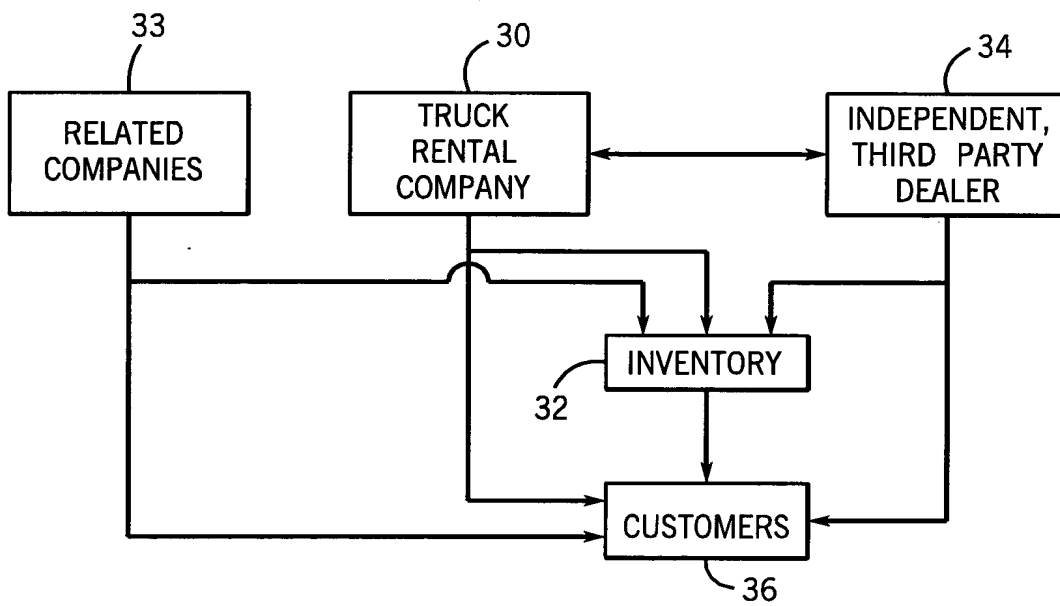 33
30
34
RELATED
COMPANIES
TRUCK
RENTAL
COMPANY
INDEPENDENT,
THIRD PARTY
DEALER
INVENTORY
32
CUSTOMERS
36